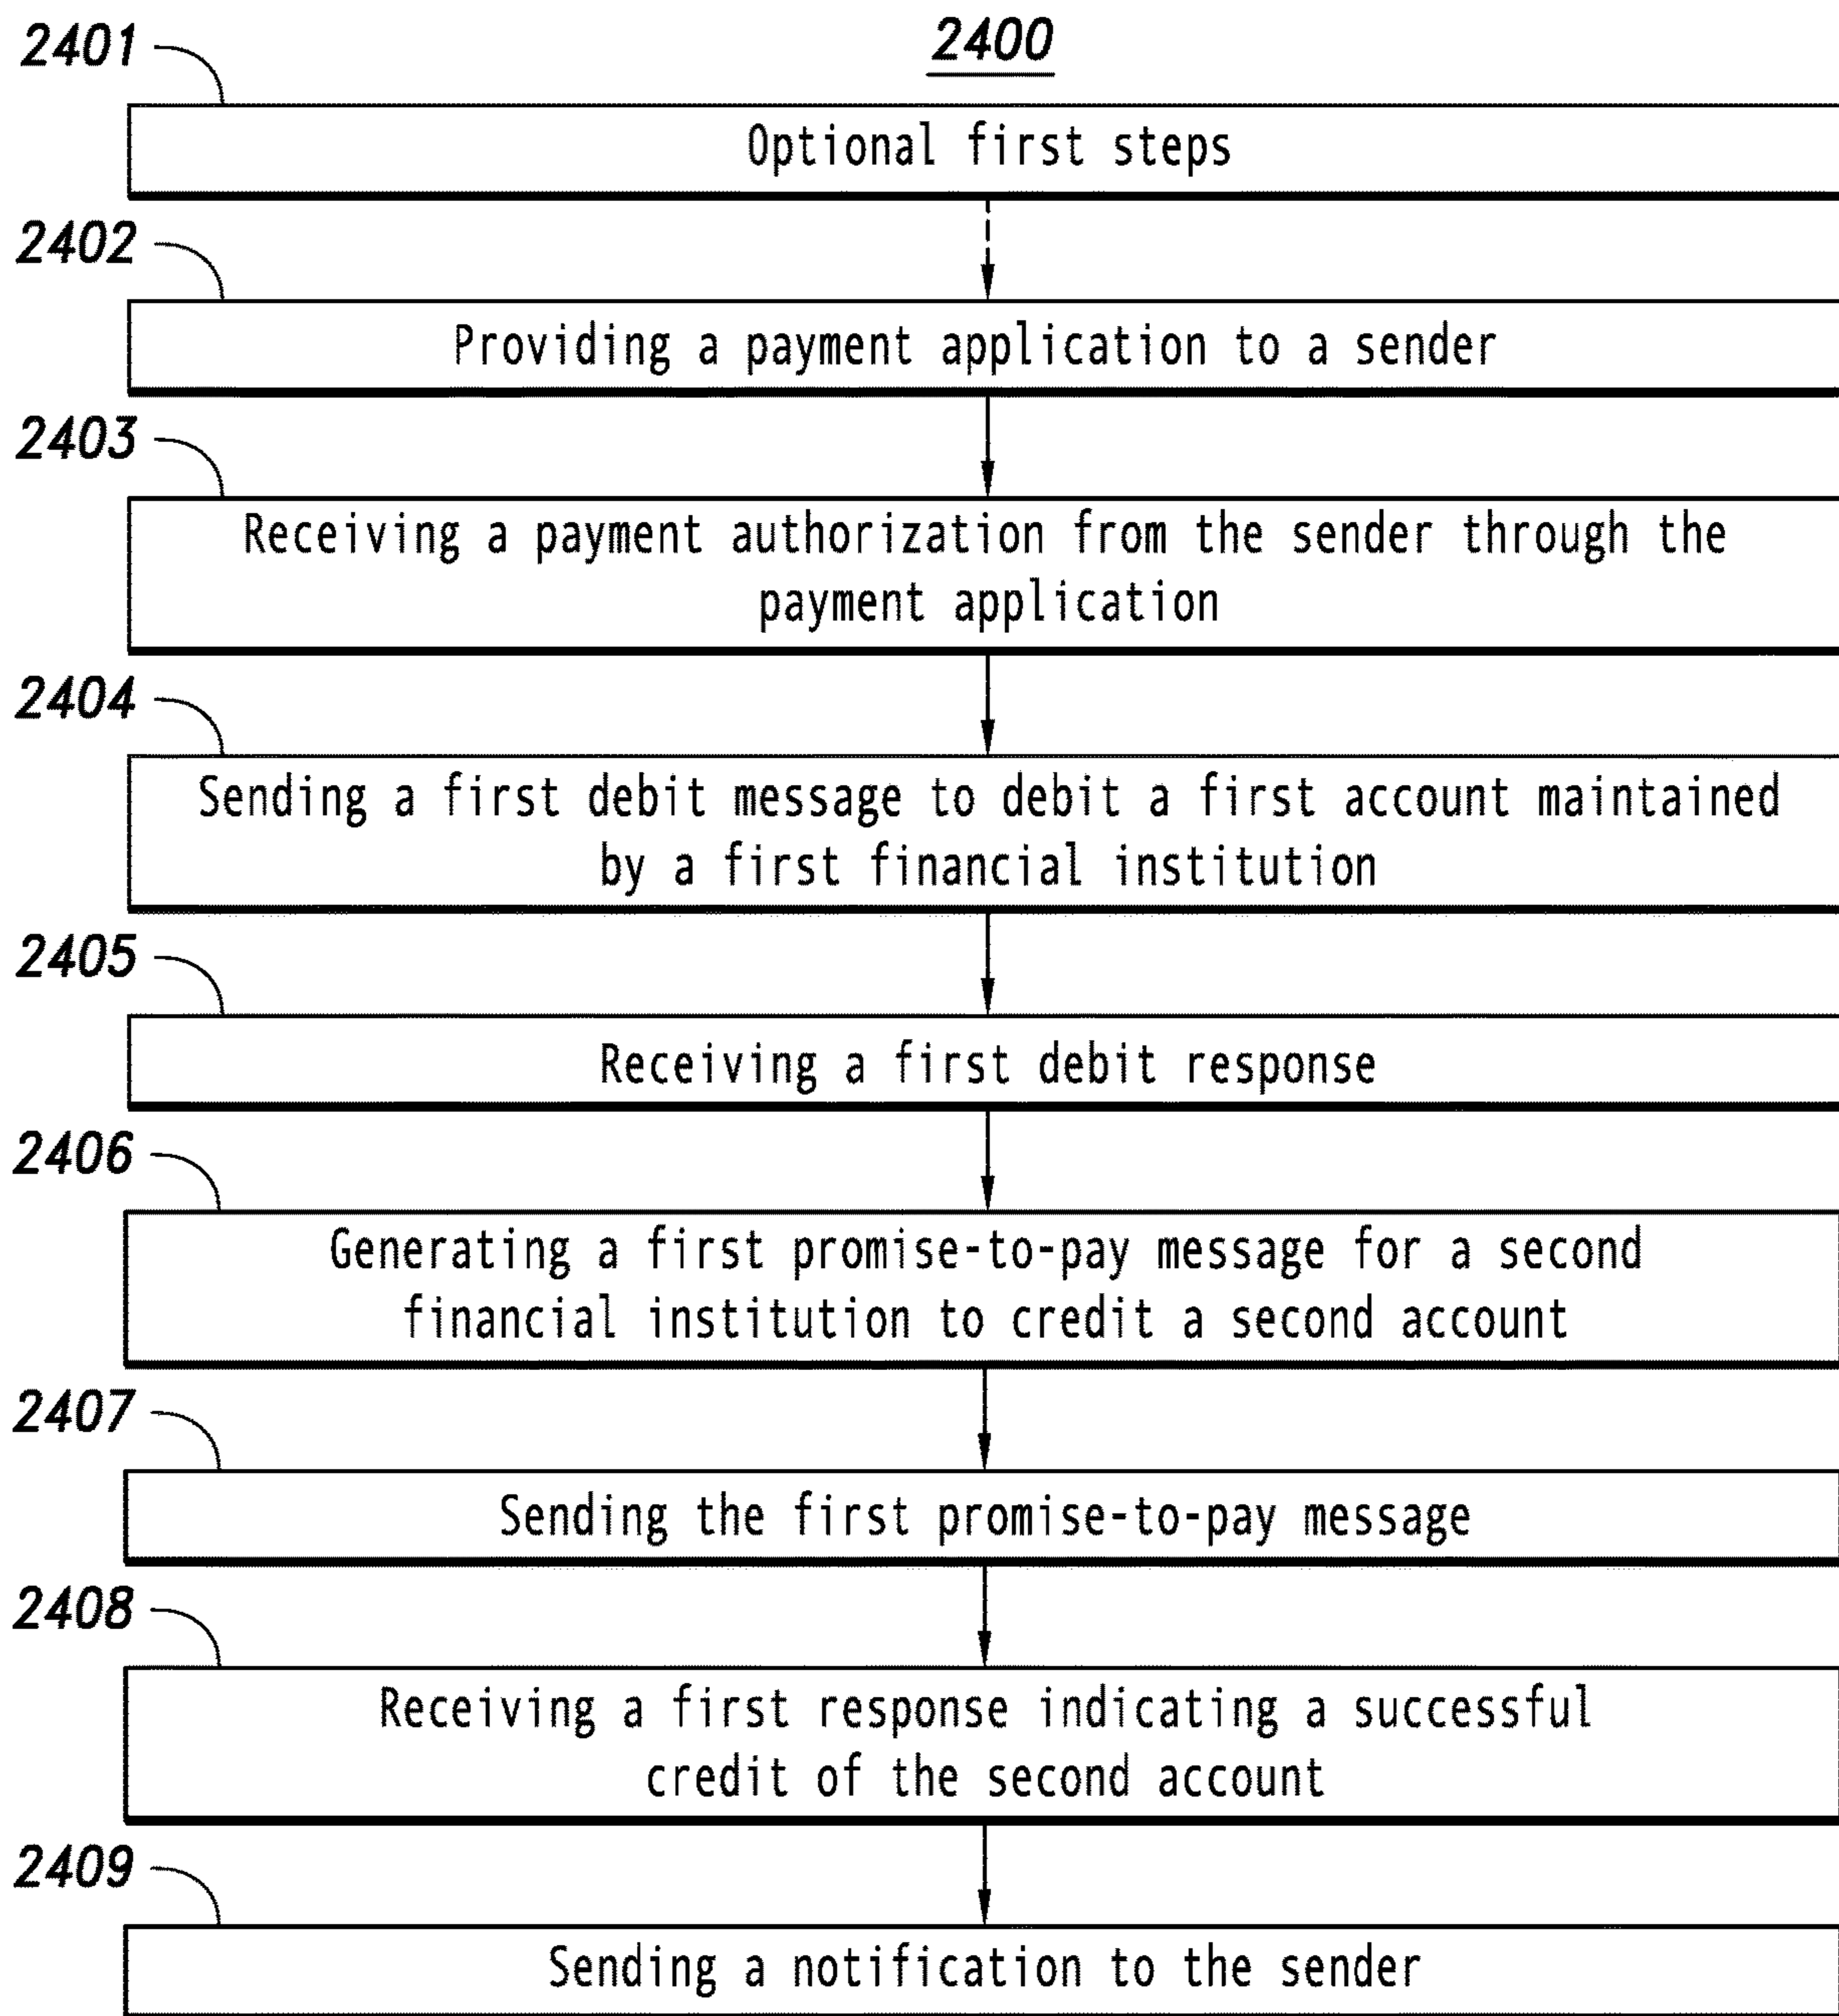 2400
2401
Optional first steps
2402
Providing a payment application to a sender
2403
Receiving a payment authorization from the sender through the
payment application
2404
Sending a first debit message to debit a first account maintained
by a first financial institution
2405
Receiving a first debit response
2406
Generating a first promise-to-pay message for a second
financial institution to credit a second account
2407
Sending the first promise-to-pay message
2408
Receiving a first response indicating a successful
credit of the second account
2409
Sending a notification to the sender